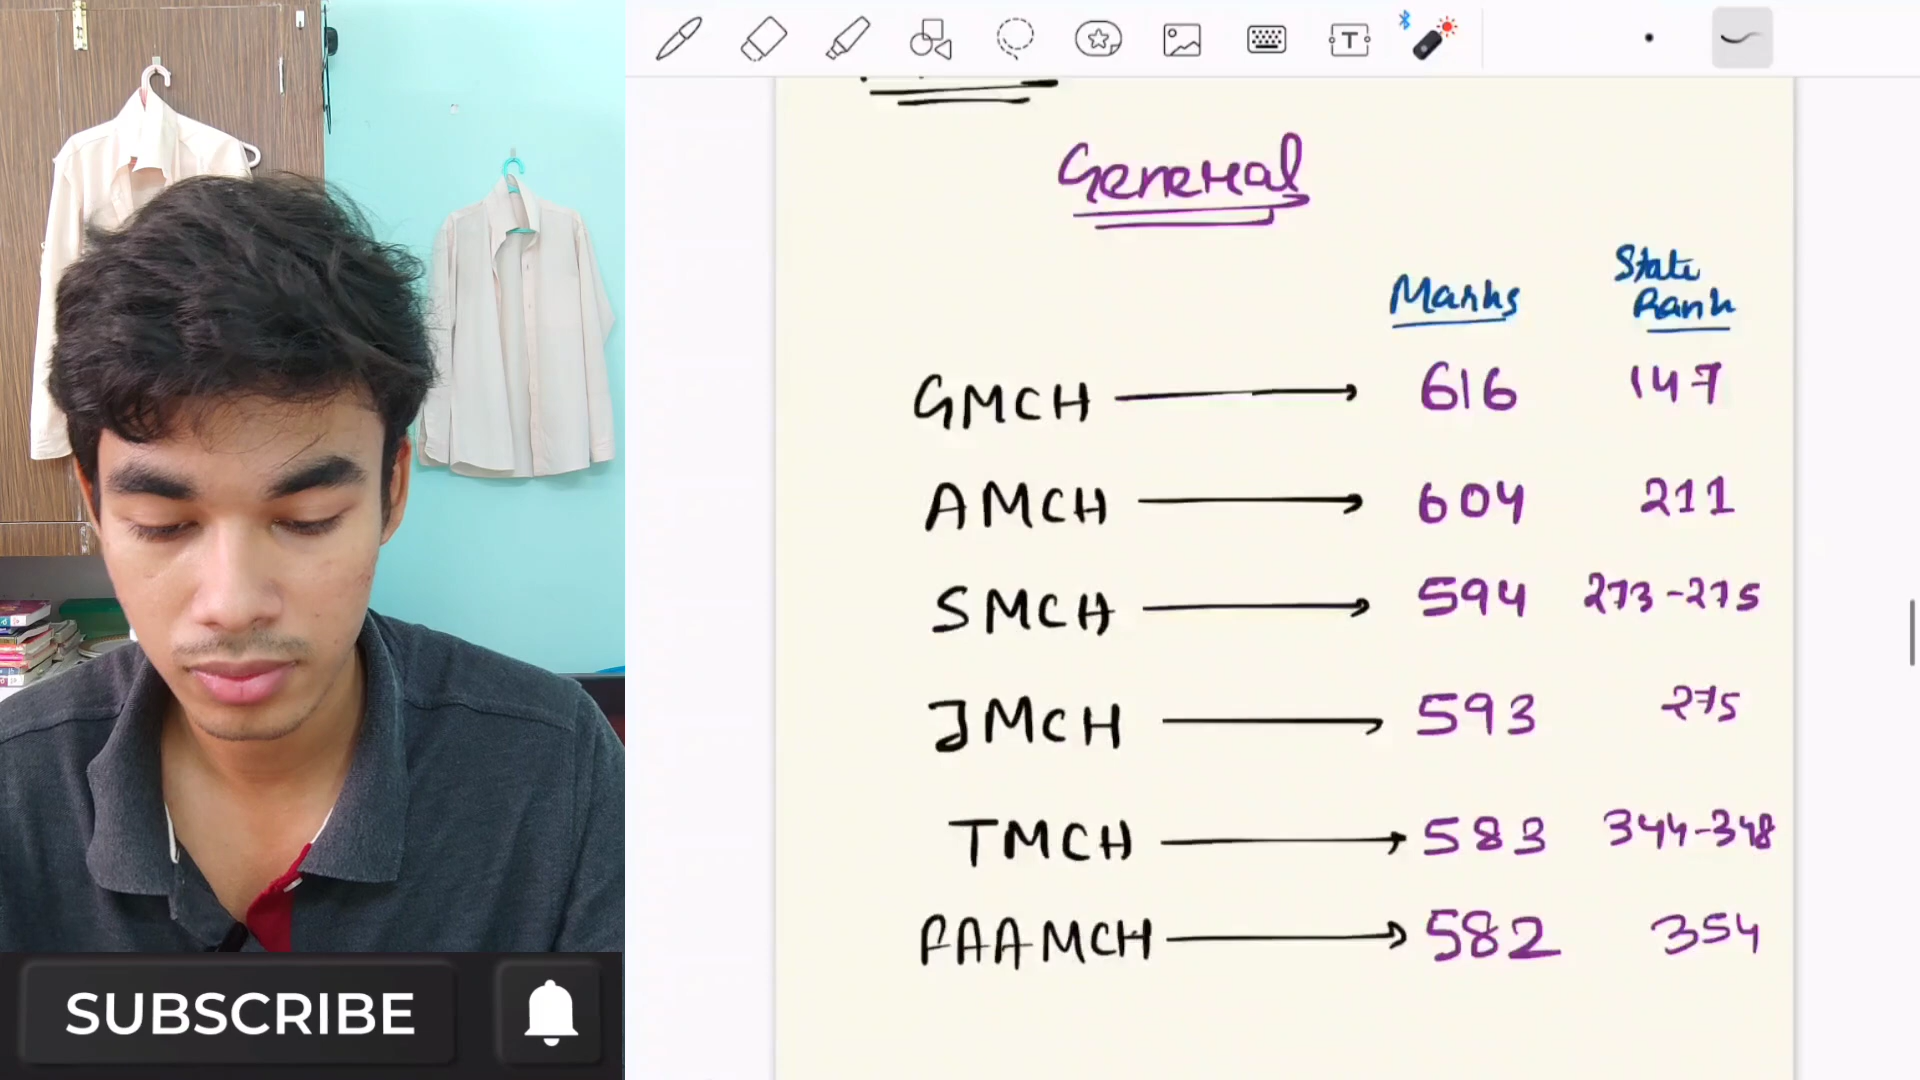 General
Marks
State
Rank
GMCH → 616 147
AMCH → 604 211
SMCH → 594 273-275
JMCH → 593 275
TMCH → 583 344-348
FAAMCH → 582 354
SUBSCRIBE